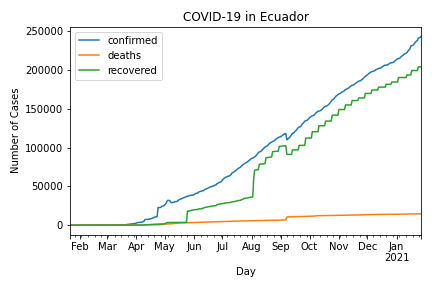 COVID-19 in Ecuador
confirmed
deaths
recovered
250000
200000
150000
100000
50000
0
Number of Cases
Feb Mar Apr May Jun Jul Aug Sep Oct Nov Dec Jan
2021
Day